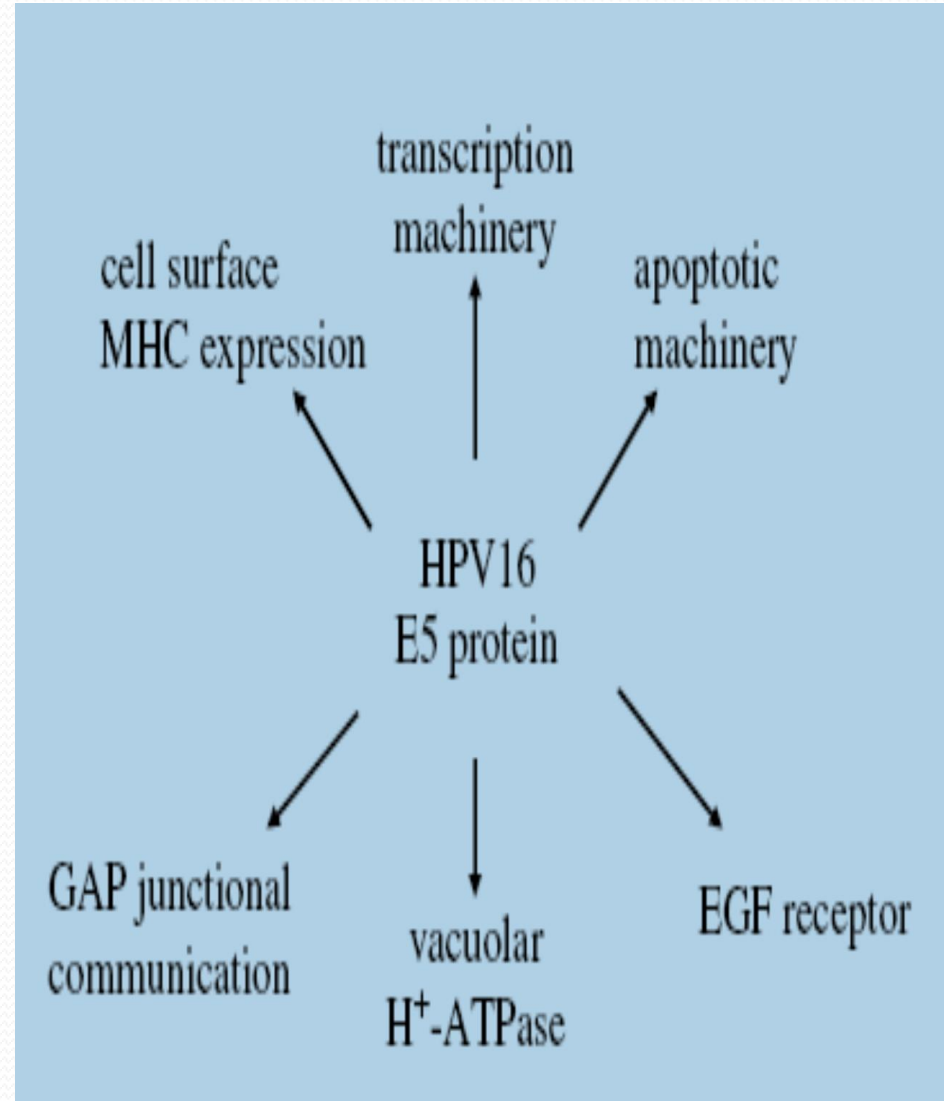 transcription
machinery
cell surface
MHC expression
apoptotic
machinery
HPV16
E5 protein
GAP junctional
communication
vacuolar
H⁺-ATPase
EGF receptor